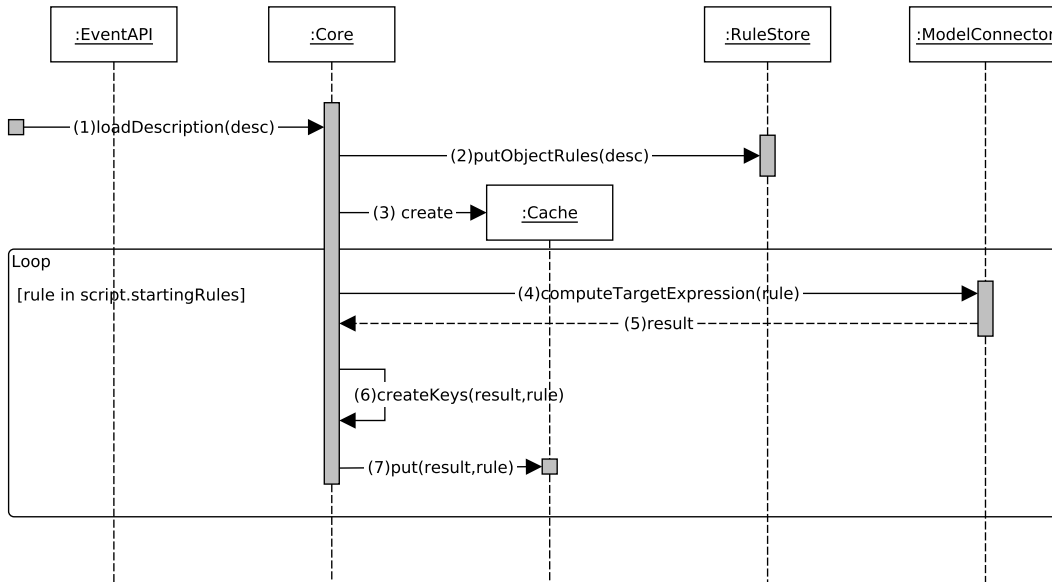 :EventAPI
:Core
:RuleStore
:ModelConnector
(1)loadDescription(desc)
(2)putObjectRules(desc)
(3) create
:Cache
Loop
[rule in script.startingRules]
(4)computeTargetExpression(rule)
(5)result
(6)createKeys(result,rule)
(7)put(result,rule)